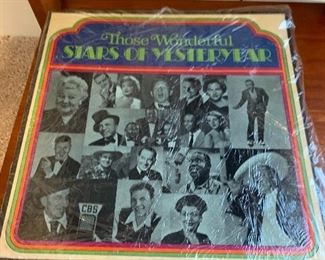 Those Wonderful
STARS OF YESTERYEAR
CBS